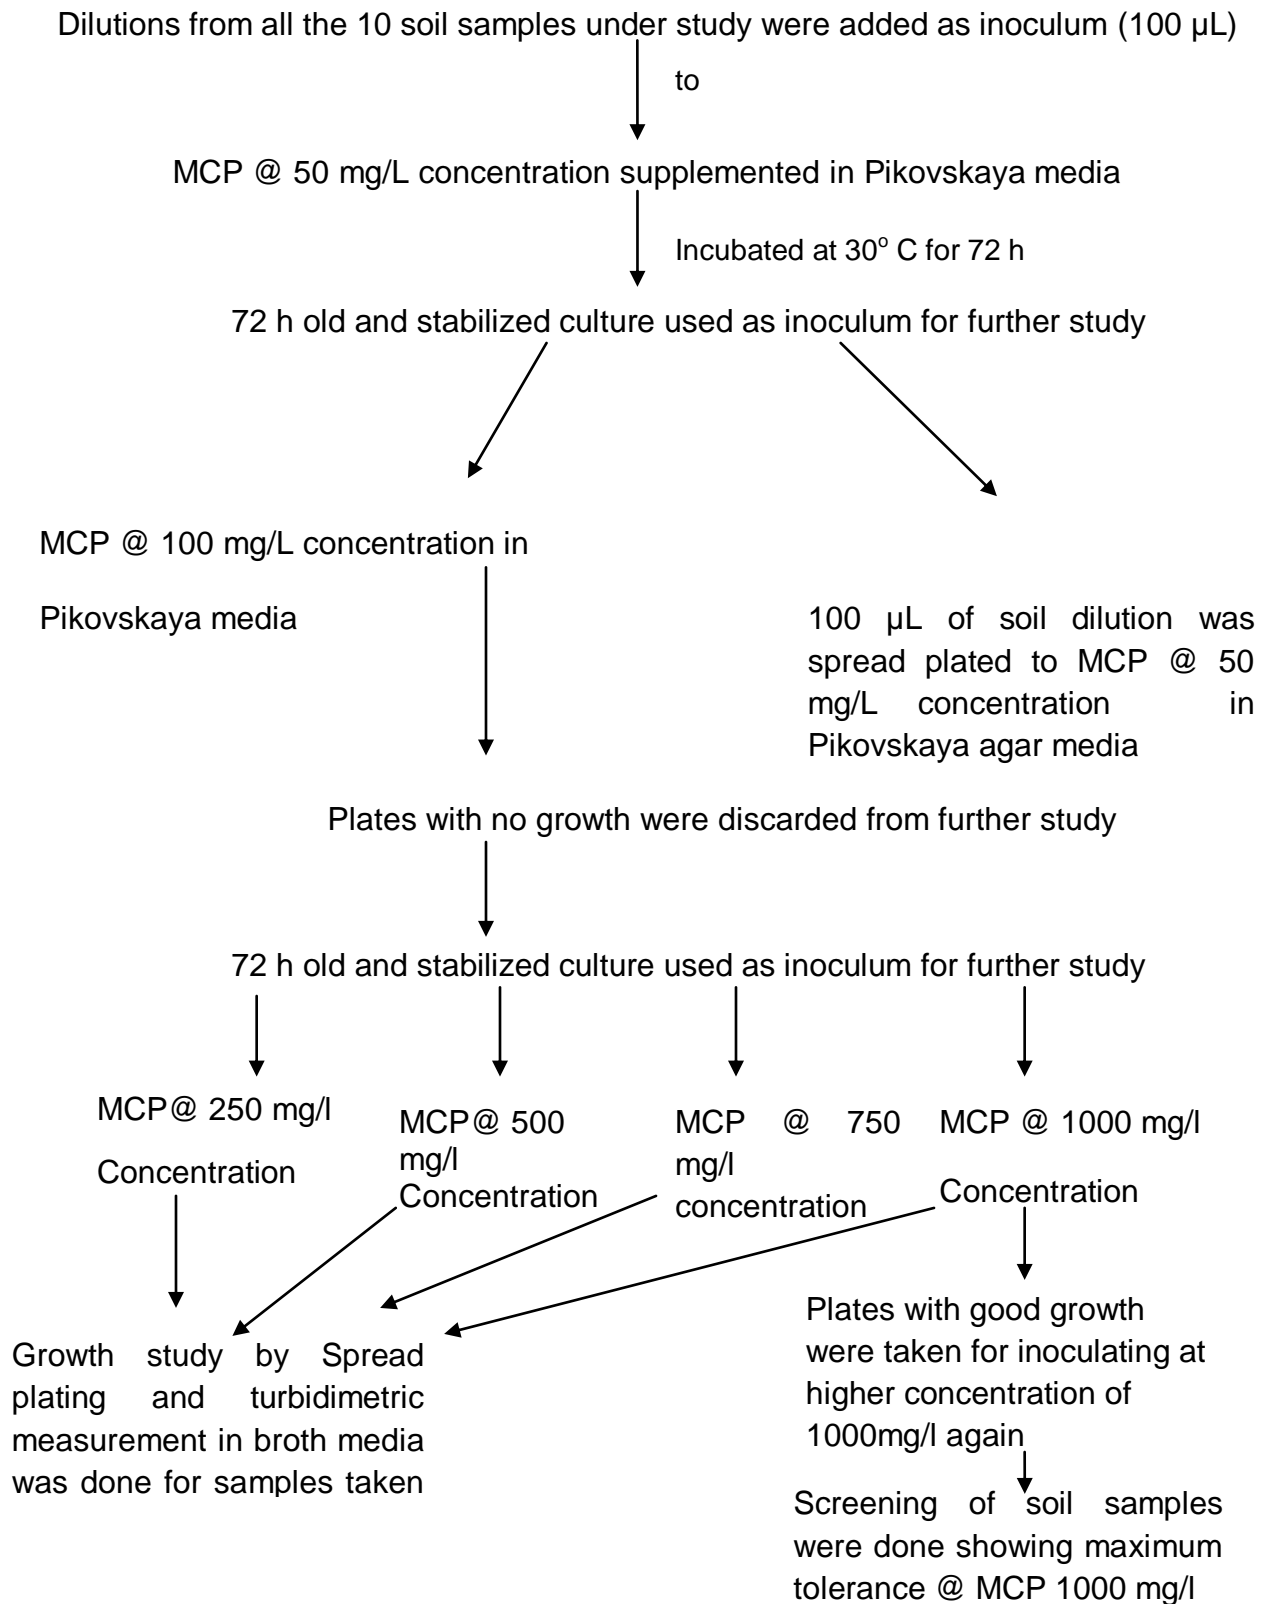 Dilutions from all the 10 soil samples under study were added as inoculum (100 µL)
to
MCP @ 50 mg/L concentration supplemented in Pikovskaya media
Incubated at 30° C for 72 h
72 h old and stabilized culture used as inoculum for further study
MCP @ 100 mg/L concentration in
Pikovskaya media
100 µL of soil dilution was
spread plated to MCP @ 50
mg/L concentration in
Pikovskaya agar media
Plates with no growth were discarded from further study
72 h old and stabilized culture used as inoculum for further study
MCP@ 250 mg/l
Concentration
MCP@ 500
mg/l
Concentration
MCP @ 750
mg/l
concentration
MCP @ 1000 mg/l
Concentration
Growth study by Spread
plating and turbidimetric
measurement in broth media
was done for samples taken
Plates with good growth
were taken for inoculating at
higher concentration of
1000mg/l again
Screening of soil samples
were done showing maximum
tolerance @ MCP 1000 mg/l